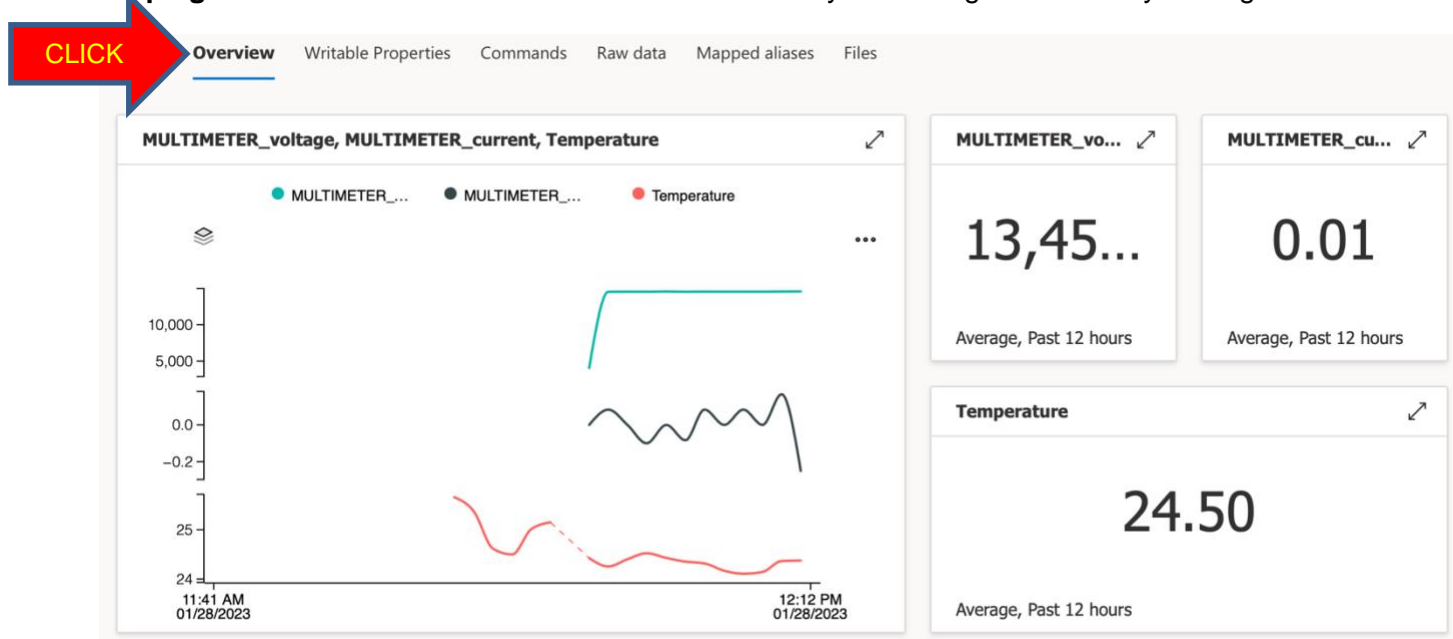 CLICK
Overview Writable Properties Commands Raw data Mapped aliases Files
MULTIMETER_voltage, MULTIMETER_current, Temperature
MULTIMETER_... MULTIMETER_... Temperature
10,000
5,000
0.0
−0.2
25
24
11:41 AM
01/28/2023
12:12 PM
01/28/2023
MULTIMETER_vo...
13,45...
Average, Past 12 hours
MULTIMETER_cu...
0.01
Average, Past 12 hours
Temperature
24.50
Average, Past 12 hours